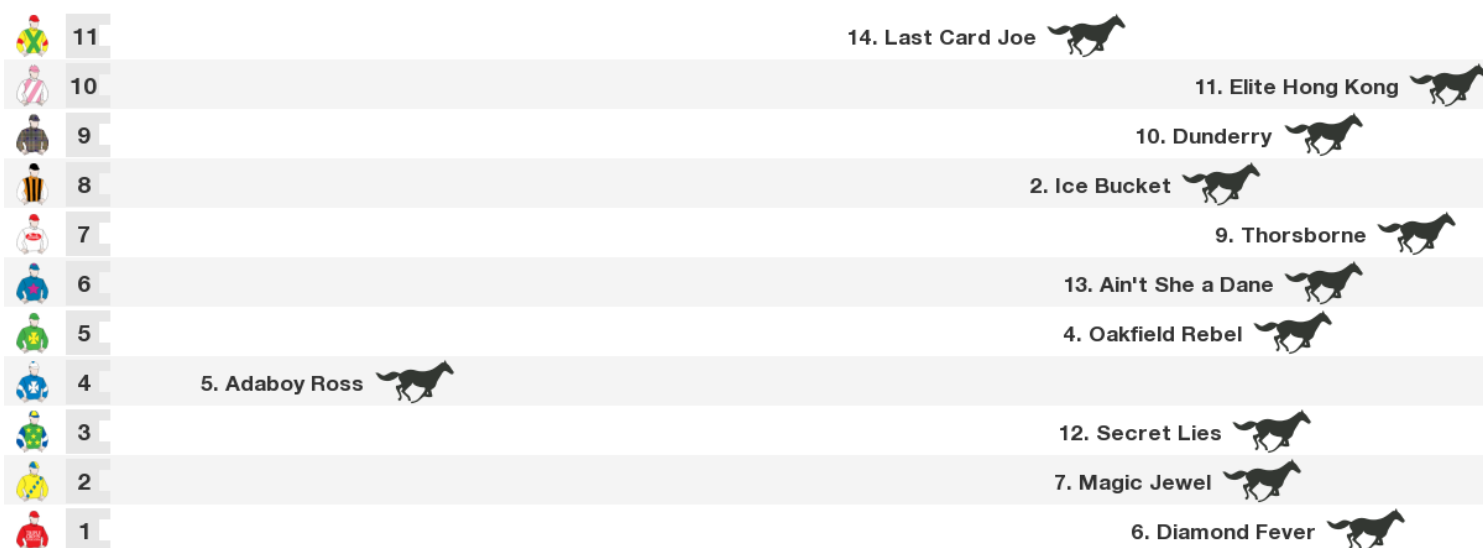 11 14. Last Card Joe
10 11. Elite Hong Kong
9 10. Dunderry
8 2. Ice Bucket
7 9. Thorsborne
6 13. Ain't She a Dane
5 4. Oakfield Rebel
4 5. Adaboy Ross
3 12. Secret Lies
2 7. Magic Jewel
1 6. Diamond Fever